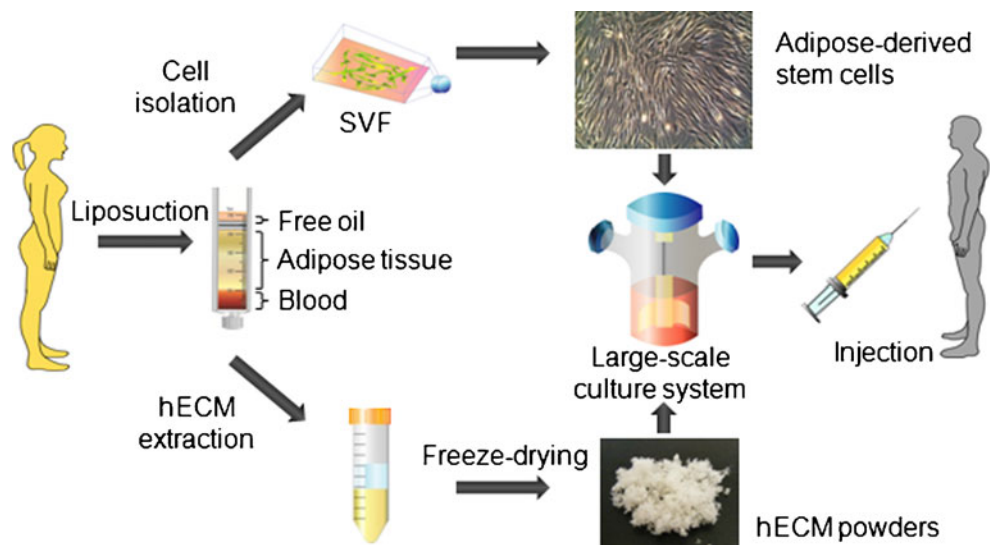 Cell
isolation
SVF
Adipose-derived
stem cells
Liposuction
Free oil
Adipose tissue
Blood
Large-scale
culture system
Injection
hECM
extraction
Freeze-drying
hECM powders